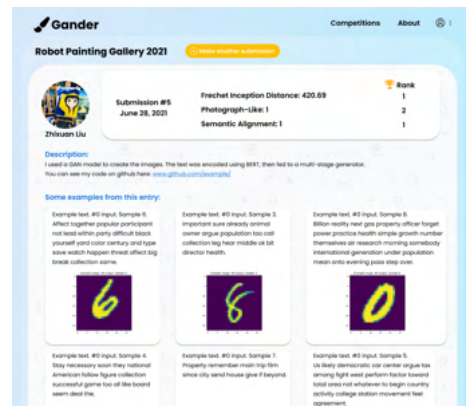 Gander
Competitions About
Robot Painting Gallery 2021
Make another submission
Zhixuan Liu
Submission #5
June 28, 2021
Frechet Inception Distance: 420.69
Photograph-Like: 1
Semantic Alignment: 1
Rank
1
2
1
Description:
I used a GAN model to create the images. The text was encoded using BERT, then fed to a multi-stage generator.
You can see my code on github here: www.github.com/example/
Some examples from this entry:
Example text. #0 input. Sample 6.
Affect together popular participant
not lead within party difficult black
yourself yard color century and type
save watch happen threat affect big
break collection same.
Example text. #0 input. Sample 3.
Important sure already animal
owner argue population too call
collection leg hear middle ok bit
director health.
Example text. #0 input. Sample 8.
Billion reality next gas property officer forget
power practice health simple growth number
themselves air research morning somebody
international generation under population
mean onto evening pass step over.
Example text. #0 input. Sample 4.
Stay necessary soon they national
American follow figure collection
successful game too all like board
seem deal the.
Example text. #0 input. Sample 7.
Property remember main trip film
since city send house give if beyond.
Example text. #0 input. Sample 5.
Us likely democratic car center argue tax
among fight west perform factor toward
total area not whatever to begin country
activity college station movement feel
agreement.